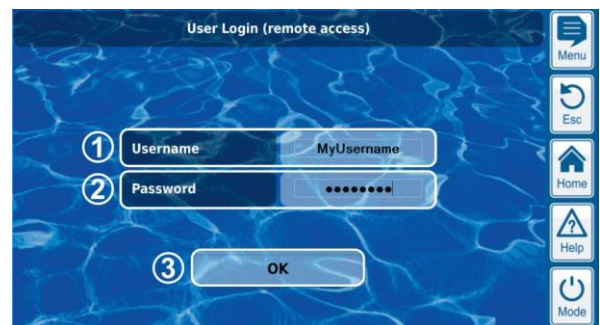 User Login (remote access)
Menu
Esc
1 Username MyUsername
2 Password ••••••••
Home
Help
3 OK
Mode